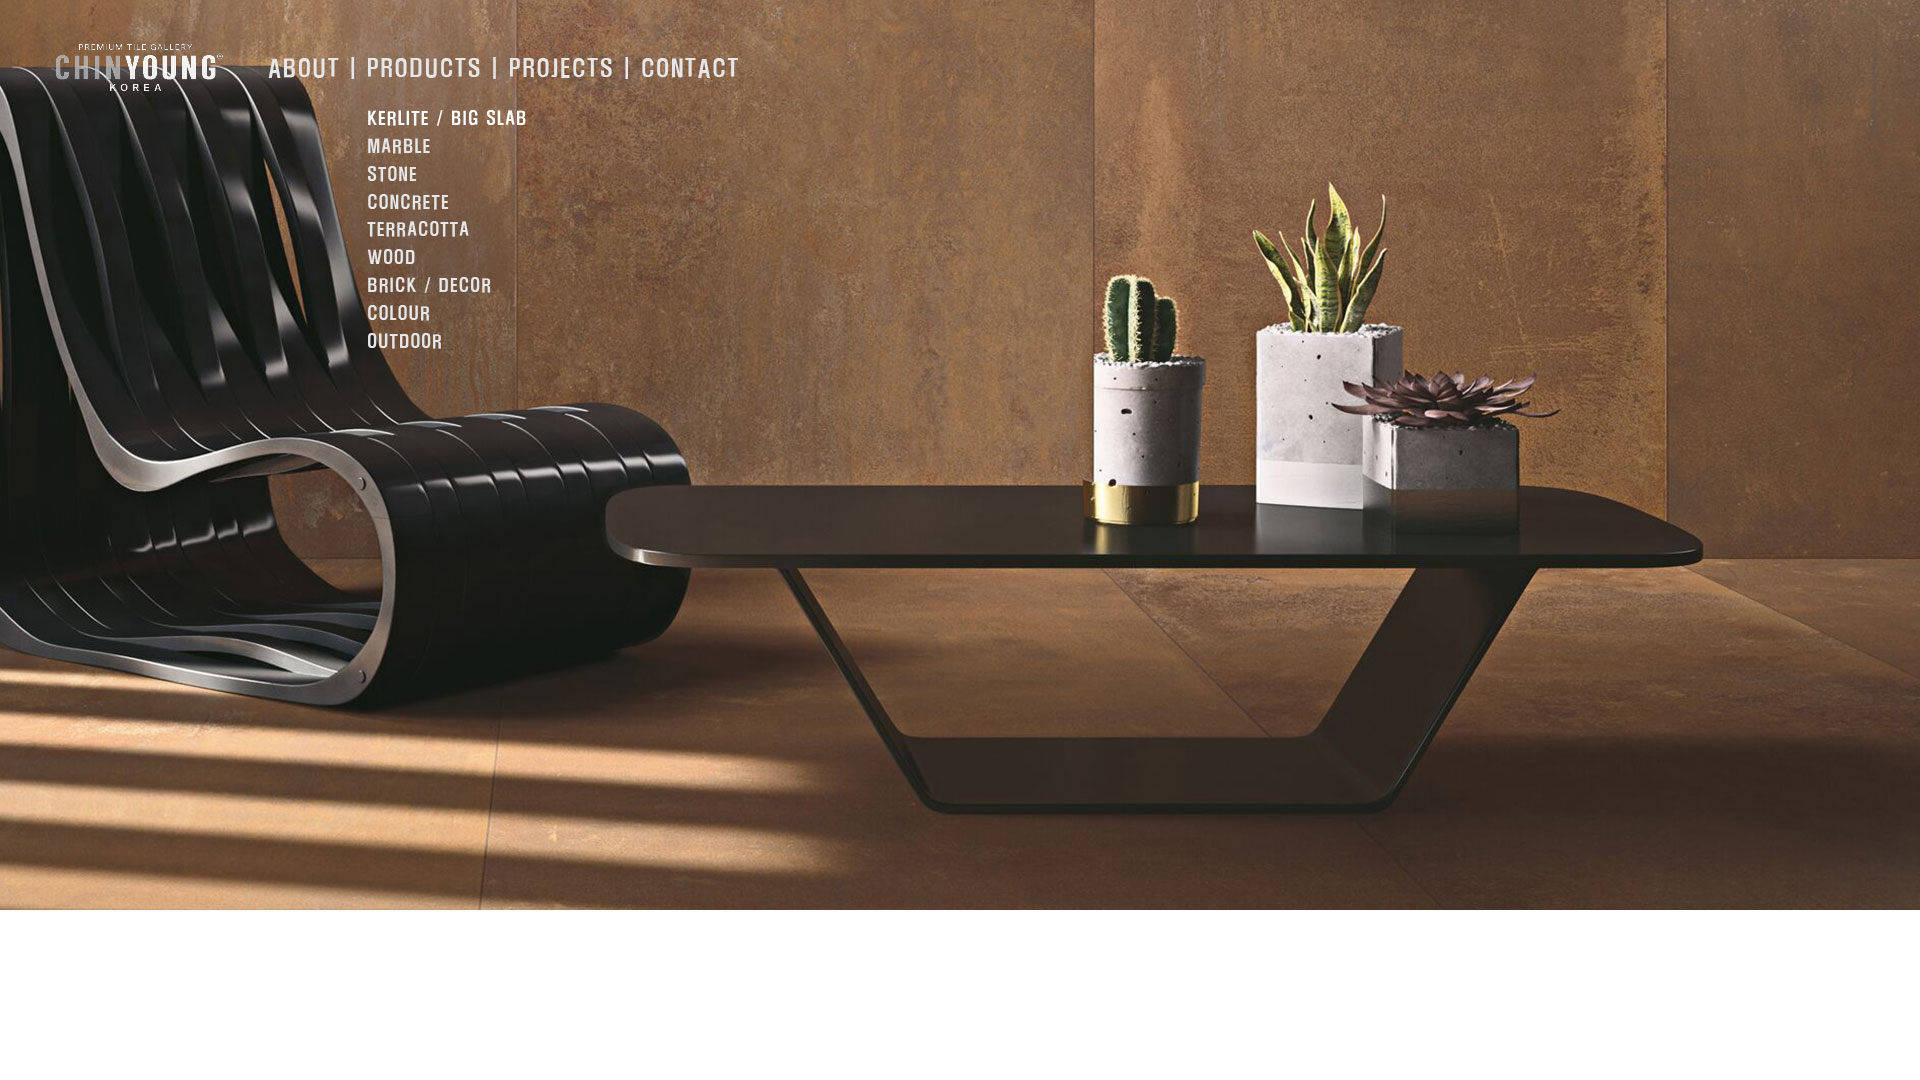 PREMIUM TILE GALLERY
CHINYOUNG
KOREA
ABOUT | PRODUCTS | PROJECTS | CONTACT
KERLITE / BIG SLAB
MARBLE
STONE
CONCRETE
TERRACOTTA
WOOD
BRICK / DECOR
COLOUR
OUTDOOR